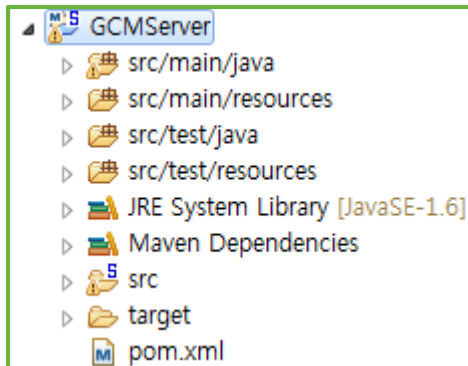 GCMServer
src/main/java
src/main/resources
src/test/java
src/test/resources
JRE System Library [JavaSE-1.6]
Maven Dependencies
src
target
pom.xml